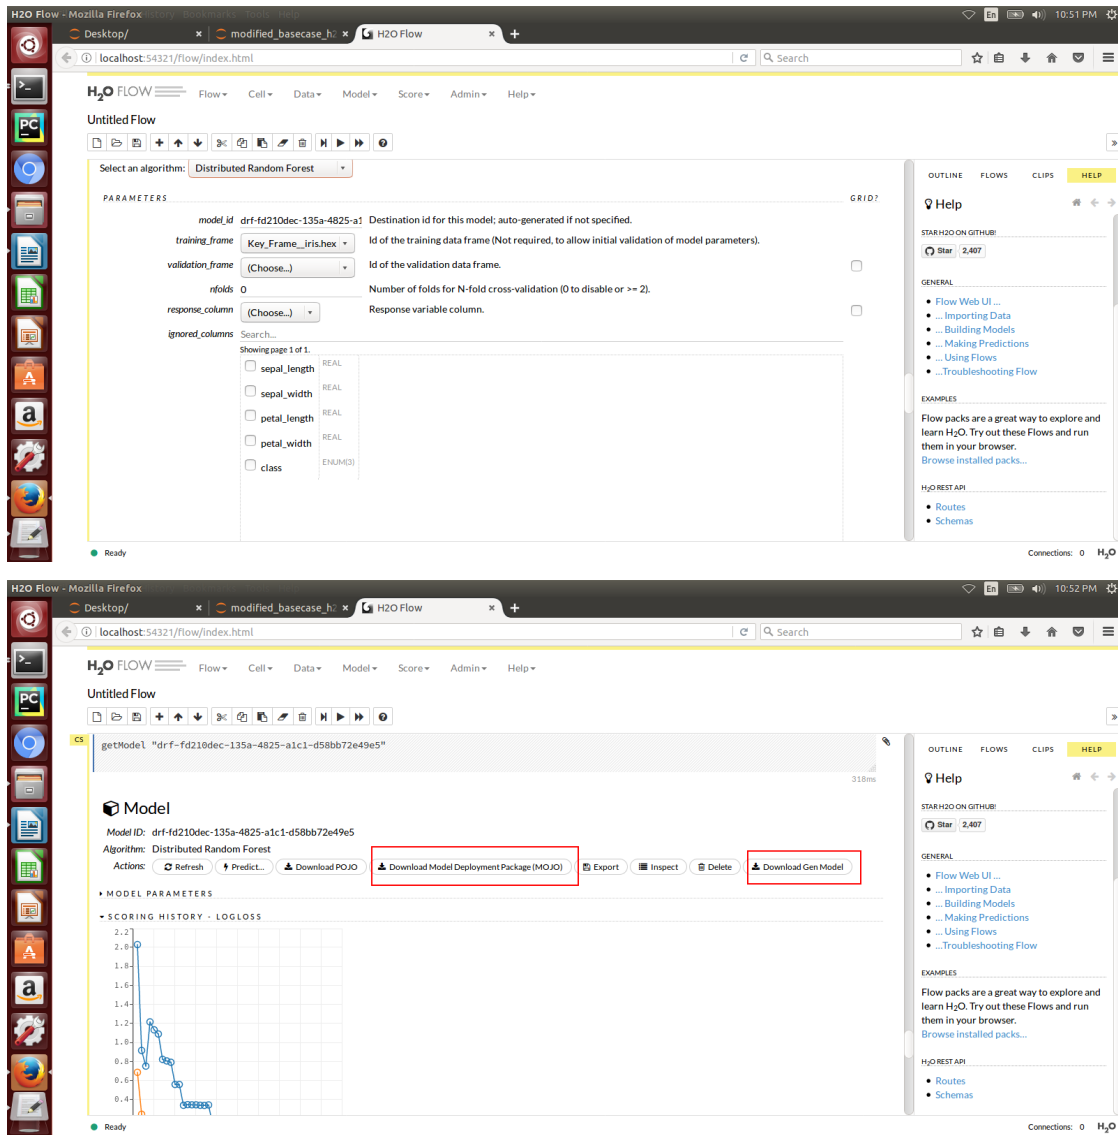 H2O Flow - Mozilla Firefox History Bookmarks Tools Help En 10:51 PM
Desktop/ modified_basecase_h2 H2O Flow
localhost:54321/flow/index.html Search
H2O FLOW Flow Cell Data Model Score Admin Help
Untitled Flow
Select an algorithm: Distributed Random Forest
PARAMETERS GRID?
model_id drf-fd210dec-135a-4825-a1 Destination id for this model; auto-generated if not specified.
training_frame Key_Frame__iris.hex Id of the training data frame (Not required, to allow initial validation of model parameters).
validation_frame (Choose...) Id of the validation data frame.
nfolds 0 Number of folds for N-fold cross-validation (0 to disable or >= 2).
response_column (Choose...) Response variable column.
ignored_columns Search...
Showing page 1 of 1.
sepal_length REAL
sepal_width REAL
petal_length REAL
petal_width REAL
class ENUM(3)
OUTLINE FLOWS CLIPS HELP
Help
STAR H2O ON GITHUB!
Star 2,407
GENERAL
Flow Web UI ...
... Importing Data
... Building Models
... Making Predictions
... Using Flows
...Troubleshooting Flow
EXAMPLES
Flow packs are a great way to explore and
learn H2O. Try out these Flows and run
them in your browser.
Browse installed packs...
H2O REST API
Routes
Schemas
Ready Connections: 0 H2O
H2O Flow - Mozilla Firefox En 10:52 PM
Desktop/ modified_basecase_h2 H2O Flow
localhost:54321/flow/index.html Search
H2O FLOW Flow Cell Data Model Score Admin Help
Untitled Flow
CS getModel "drf-fd210dec-135a-4825-a1c1-d58bb72e49e5"
318ms
Model
Model ID: drf-fd210dec-135a-4825-a1c1-d58bb72e49e5
Algorithm: Distributed Random Forest
Actions: Refresh Predict... Download POJO Download Model Deployment Package (MOJO) Export Inspect Delete Download Gen Model
MODEL PARAMETERS
SCORING HISTORY - LOGLOSS
2.2
2.0
1.8
1.6
1.4
1.2
1.0
0.8
0.6
0.4
OUTLINE FLOWS CLIPS HELP
Help
STAR H2O ON GITHUB!
Star 2,407
GENERAL
Flow Web UI ...
... Importing Data
... Building Models
... Making Predictions
... Using Flows
...Troubleshooting Flow
EXAMPLES
Flow packs are a great way to explore and
learn H2O. Try out these Flows and run
them in your browser.
Browse installed packs...
H2O REST API
Routes
Schemas
Ready Connections: 0 H2O